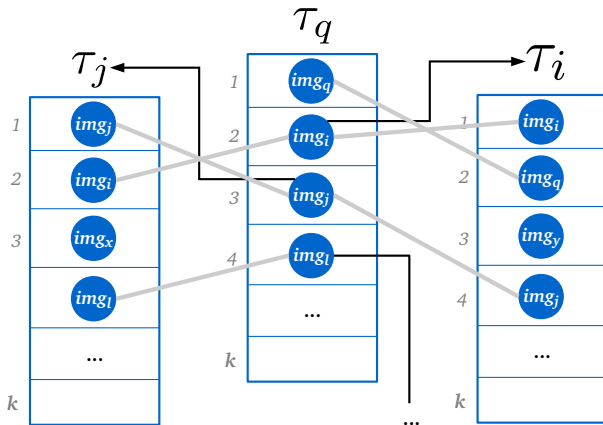 τ_j
1 img_j
2 img_i
3 img_x
img_l
...
k
τ_q
1 img_q
2 img_i
3 img_j
4 img_l
...
k
...
τ_i
1 img_i
2 img_q
3 img_y
4 img_j
...
k